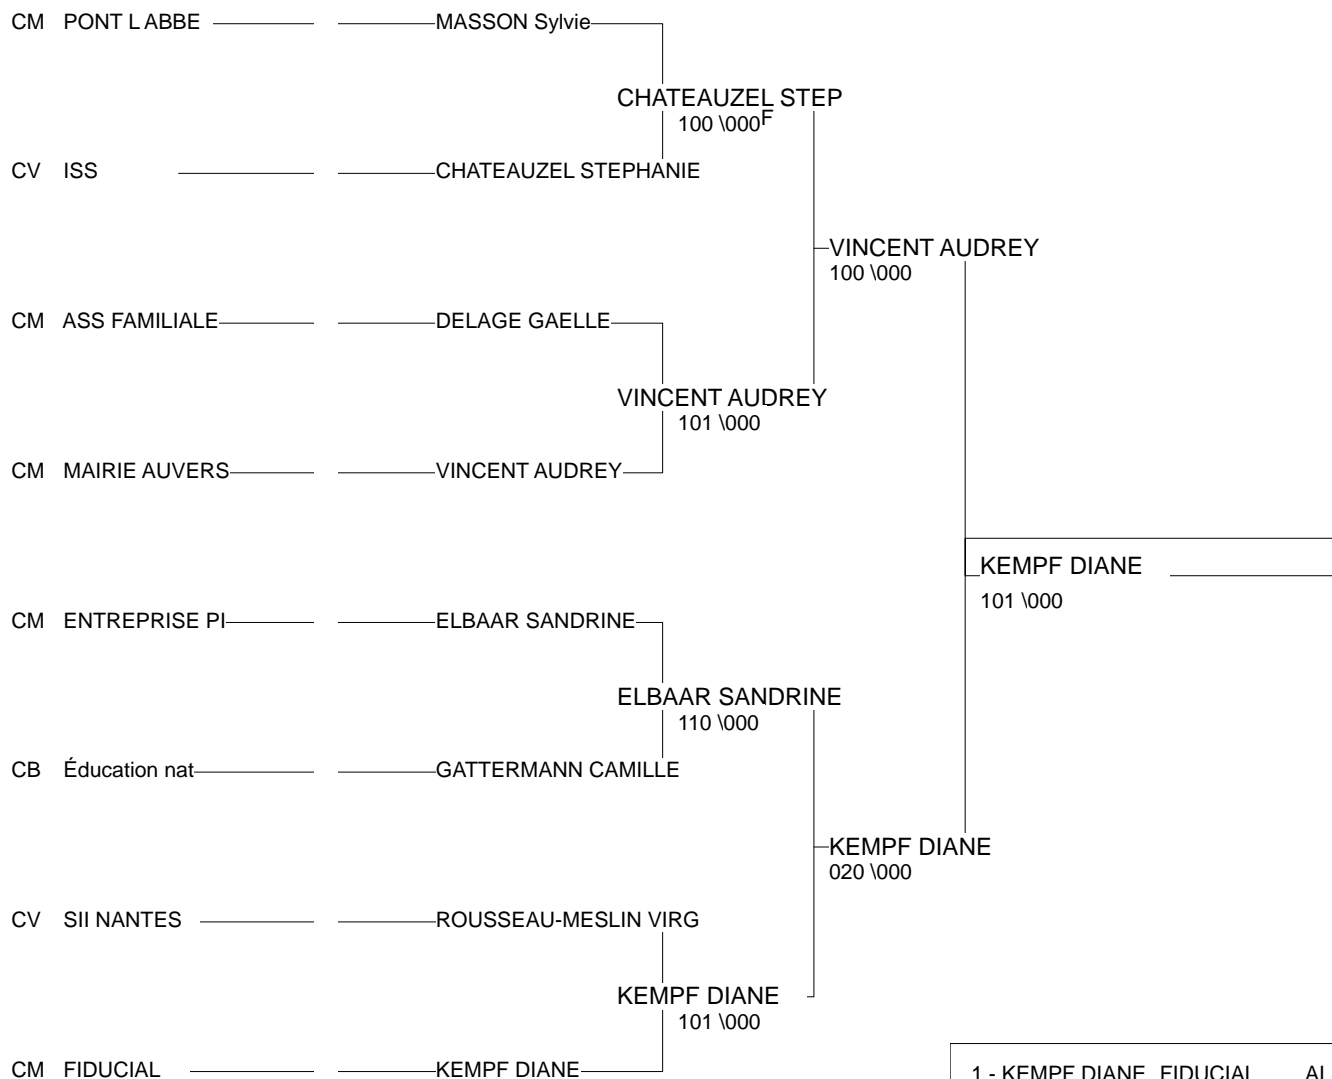 CM PONT L ABBE MASSON Sylvie
CHATEAUZEL STEP
100 \000 F
CV ISS CHATEAUZEL STEPHANIE
VINCENT AUDREY
100 \000
CM ASS FAMILIALE DELAGE GAELLE
VINCENT AUDREY
101 \000
CM MAIRIE AUVERS VINCENT AUDREY
KEMPF DIANE
101 \000
CM ENTREPRISE PI ELBAAR SANDRINE
ELBAAR SANDRINE
110 \000
CB Éducation nat GATTERMANN CAMILLE
KEMPF DIANE
020 \000
CV SII NANTES ROUSSEAU-MESLIN VIRG
KEMPF DIANE
101 \000
CM FIDUCIAL KEMPF DIANE
1 - KEMPF DIANE FIDUCIAL